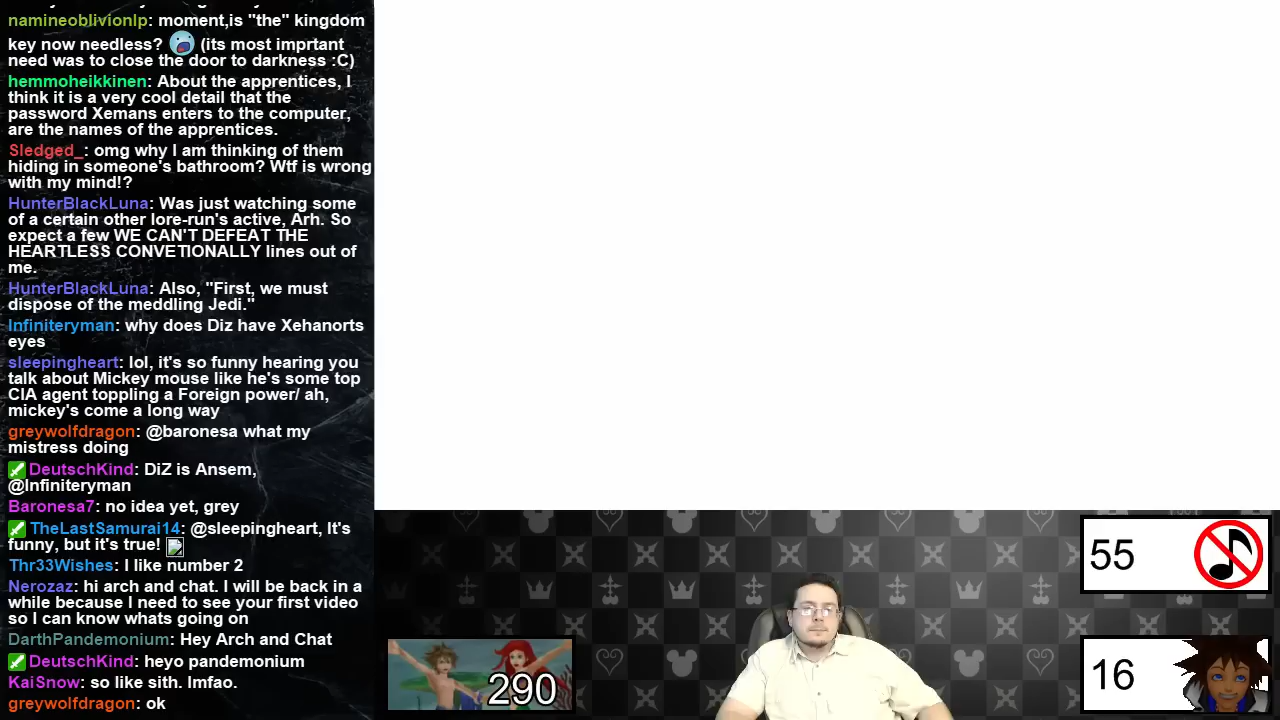 namineoblivionlp: moment,is "the" kingdom
key now needless? (its most imprtant
need was to close the door to darkness :C)
hemmoheikkinen: About the apprentices, I
think it is a very cool detail that the
password Xemans enters to the computer,
are the names of the apprentices.
Sledged_: omg why I am thinking of them
hiding in someone's bathroom? Wtf is wrong
with my mind!?
HunterBlackLuna: Was just watching some
of a certain other lore-run's active, Arh. So
expect a few WE CAN'T DEFEAT THE
HEARTLESS CONVETIONALLY lines out of
me.
HunterBlackLuna: Also, "First, we must
dispose of the meddling Jedi."
Infiniteryman: why does Diz have Xehanorts
eyes
sleepingheart: lol, it's so funny hearing you
talk about Mickey mouse like he's some top
CIA agent toppling a Foreign power/ ah,
mickey's come a long way
greywolfdragon: @baronesa what my
mistress doing
DeutschKind: DiZ is Ansem,
@Infiniteryman
Baronesa7: no idea yet, grey
TheLastSamurai14: @sleepingheart, It's
funny, but it's true!
Thr33Wishes: I like number 2
Nerozaz: hi arch and chat. I will be back in a
while because I need to see your first video
so I can know whats going on
DarthPandemonium: Hey Arch and Chat
DeutschKind: heyo pandemonium
KaiSnow: so like sith. lmfao.
greywolfdragon: ok
290
55
16